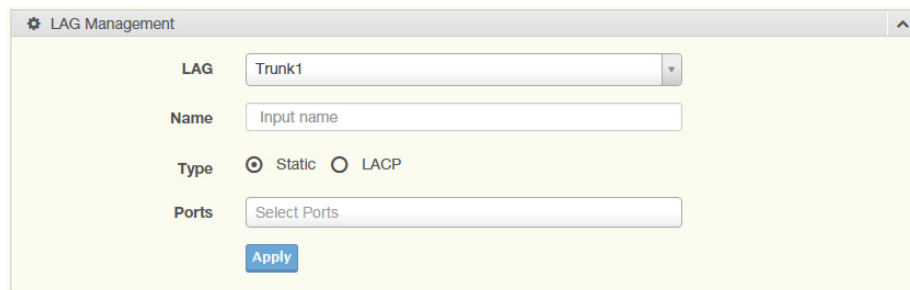 LAG Management
LAG Trunk1
Name Input name
Type Static LACP
Ports Select Ports
Apply